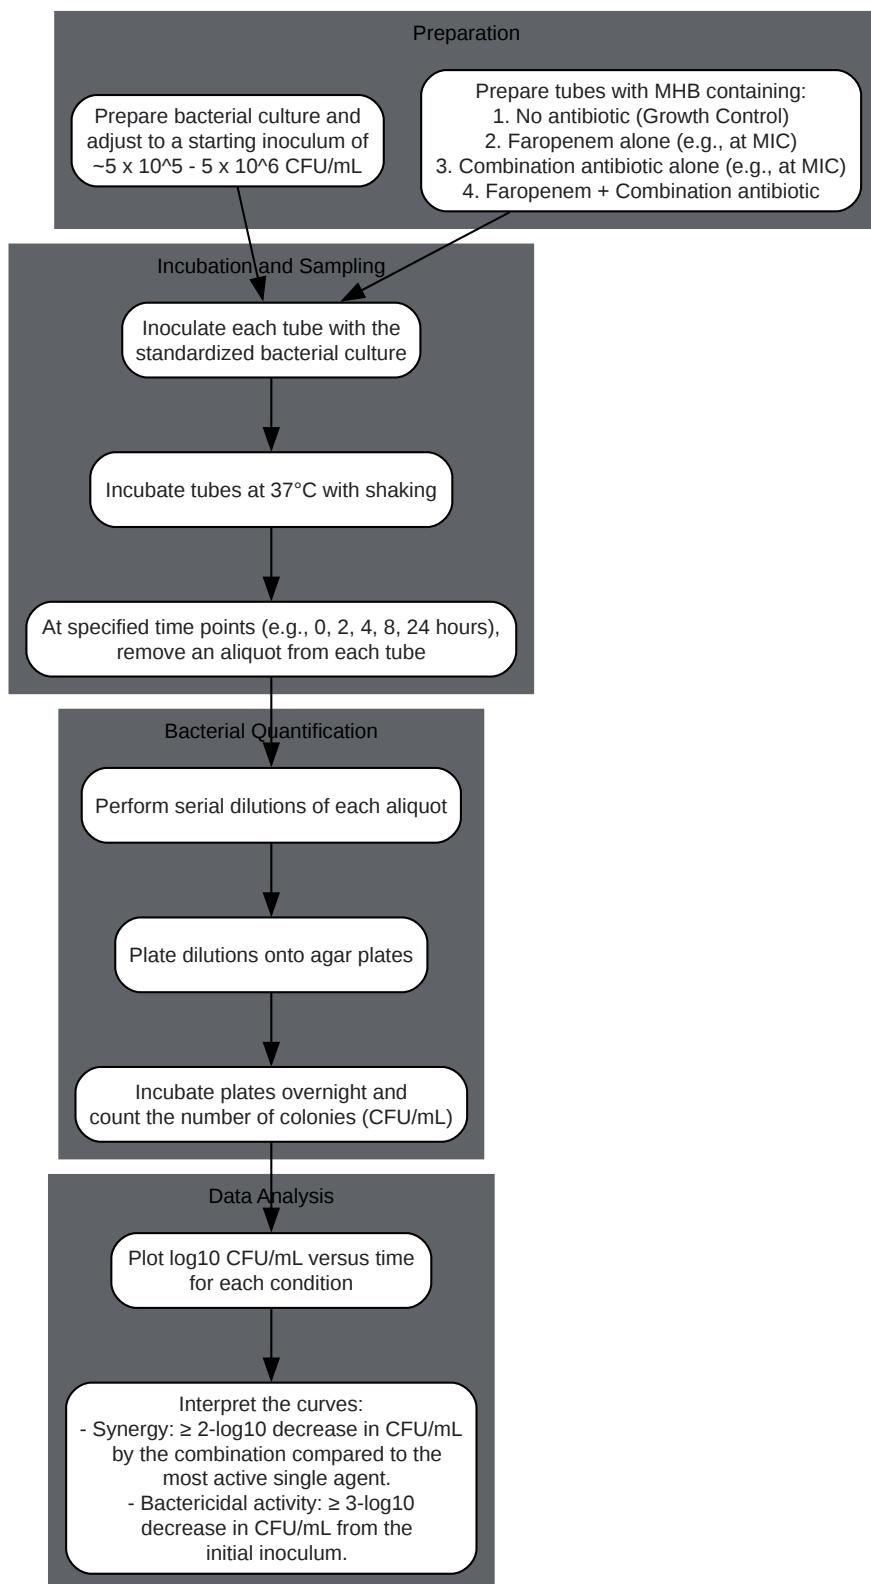 Preparation
Prepare bacterial culture and
adjust to a starting inoculum of
~5 x 10^5 - 5 x 10^6 CFU/mL
Prepare tubes with MHB containing:
1. No antibiotic (Growth Control)
2. Faropenem alone (e.g., at MIC)
3. Combination antibiotic alone (e.g., at MIC)
4. Faropenem + Combination antibiotic
Incubation and Sampling
Inoculate each tube with the
standardized bacterial culture
Incubate tubes at 37°C with shaking
At specified time points (e.g., 0, 2, 4, 8, 24 hours),
remove an aliquot from each tube
Bacterial Quantification
Perform serial dilutions of each aliquot
Plate dilutions onto agar plates
Incubate plates overnight and
count the number of colonies (CFU/mL)
Data Analysis
Plot log10 CFU/mL versus time
for each condition
Interpret the curves:
- Synergy: ≥ 2-log10 decrease in CFU/mL
by the combination compared to the
most active single agent.
- Bactericidal activity: ≥ 3-log10
decrease in CFU/mL from the
initial inoculum.